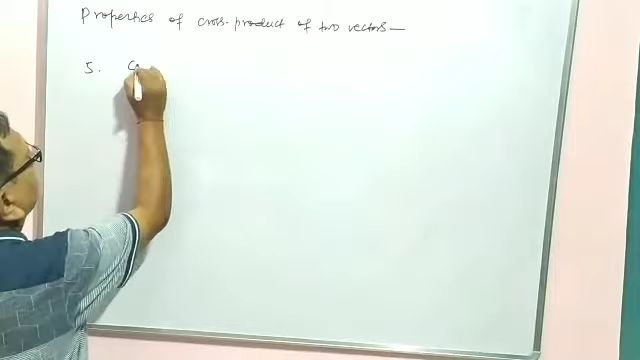 Properties of cross-product of two vectors—
5. C